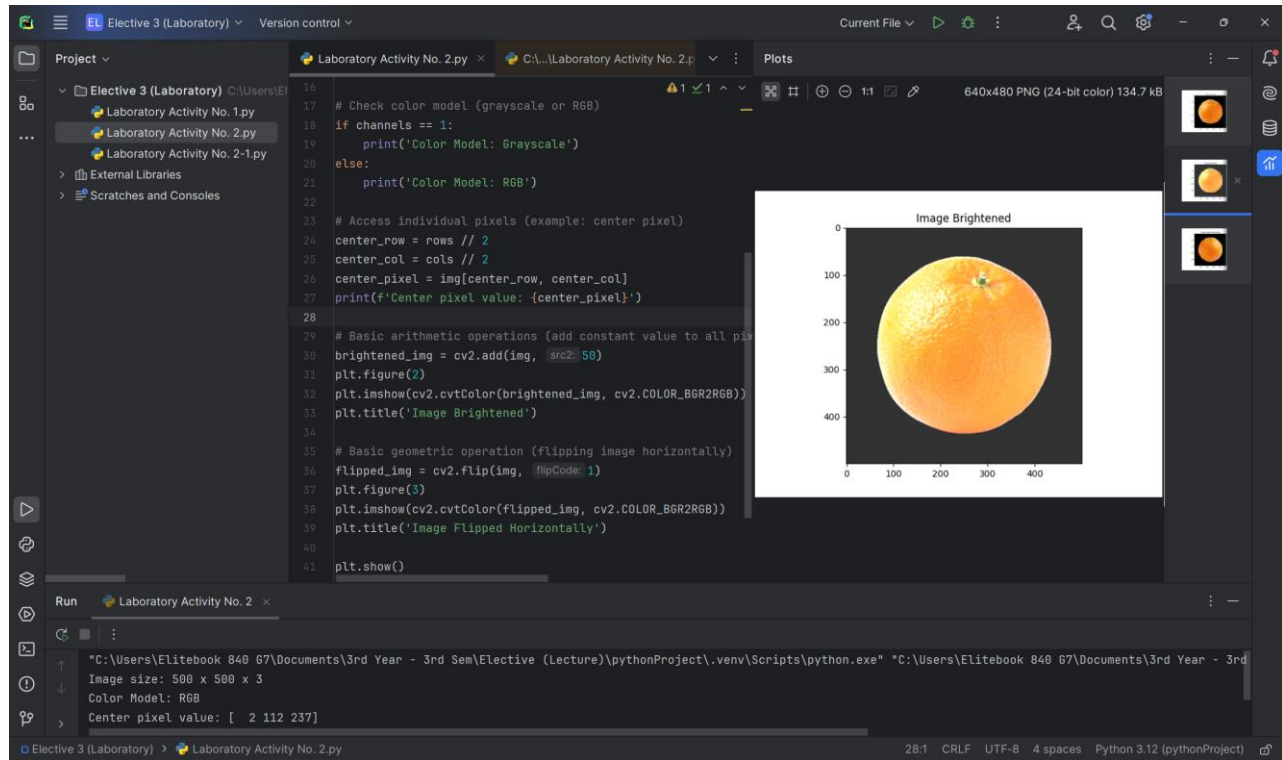 EL Elective 3 (Laboratory) Version control Current File
Project
Elective 3 (Laboratory) C:\Users\El
Laboratory Activity No. 1.py
Laboratory Activity No. 2.py
Laboratory Activity No. 2-1.py
External Libraries
Scratches and Consoles
Laboratory Activity No. 2.py C:\...\Laboratory Activity No. 2.p
1 1
16
17 # Check color model (grayscale or RGB)
18 if channels == 1:
19 print('Color Model: Grayscale')
20 else:
21 print('Color Model: RGB')
22
23 # Access individual pixels (example: center pixel)
24 center_row = rows // 2
25 center_col = cols // 2
26 center_pixel = img[center_row, center_col]
27 print(f'Center pixel value: {center_pixel}')
28
29 # Basic arithmetic operations (add constant value to all pix
30 brightened_img = cv2.add(img, src2: 50)
31 plt.figure(2)
32 plt.imshow(cv2.cvtColor(brightened_img, cv2.COLOR_BGR2RGB))
33 plt.title('Image Brightened')
34
35 # Basic geometric operation (flipping image horizontally)
36 flipped_img = cv2.flip(img, flipCode: 1)
37 plt.figure(3)
38 plt.imshow(cv2.cvtColor(flipped_img, cv2.COLOR_BGR2RGB))
39 plt.title('Image Flipped Horizontally')
40
41 plt.show()
Plots
1:1 640x480 PNG (24-bit color) 134.7 kB
Image Brightened
0
100
200
300
400
0 100 200 300 400
Run Laboratory Activity No. 2
"C:\Users\Elitebook 840 G7\Documents\3rd Year - 3rd Sem\Elective (Lecture)\pythonProject\.venv\Scripts\python.exe" "C:\Users\Elitebook 840 G7\Documents\3rd Year - 3rd
Image size: 500 x 500 x 3
Color Model: RGB
Center pixel value: [ 2 112 237]
Elective 3 (Laboratory) > Laboratory Activity No. 2.py 28:1 CRLF UTF-8 4 spaces Python 3.12 (pythonProject)